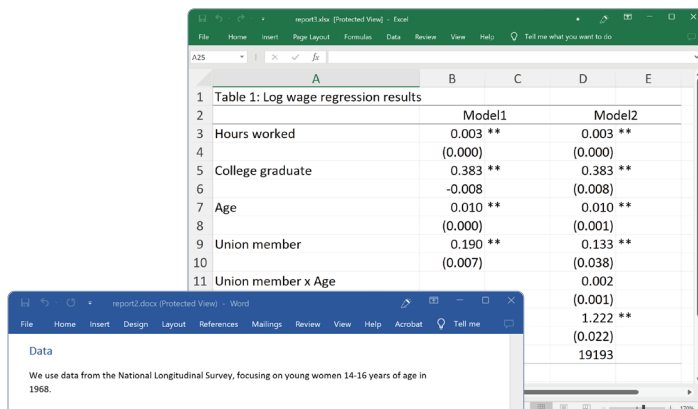 report3.xlsx [Protected View] - Excel
File Home Insert Page Layout Formulas Data Review View Help Tell me what you want to do
A25 fx
A B C D E
1 Table 1: Log wage regression results
2 Model1 Model2
3 Hours worked 0.003 ** 0.003 **
4 (0.000) (0.000)
5 College graduate 0.383 ** 0.383 **
6 -0.008 (0.008)
7 Age 0.010 ** 0.010 **
8 (0.000) (0.001)
9 Union member 0.190 ** 0.133 **
10 (0.007) (0.038)
11 Union member x Age 0.002
(0.001)
1.222 **
(0.022)
19193
170%
report2.docx (Protected View) - Word
File Home Insert Design Layout References Mailings Review View Help Acrobat Tell me
Data
We use data from the National Longitudinal Survey, focusing on young women 14-16 years of age in
1968.